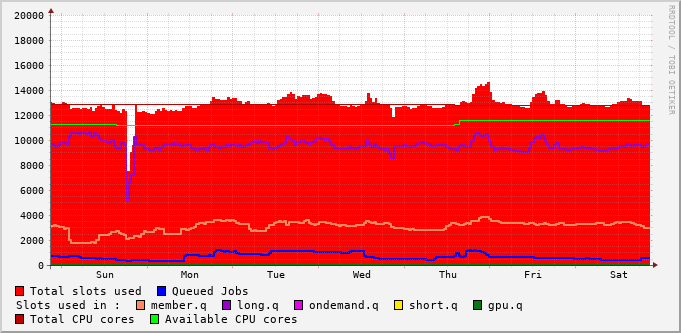 20000
18000
16000
14000
12000
10000
8000
6000
4000
2000
0
Sun Mon Tue Wed Thu Fri Sat
RRDTOOL / TOBI OETIKER
Total slots used Queued Jobs
Slots used in : member.q long.q ondemand.q short.q gpu.q
Total CPU cores Available CPU cores